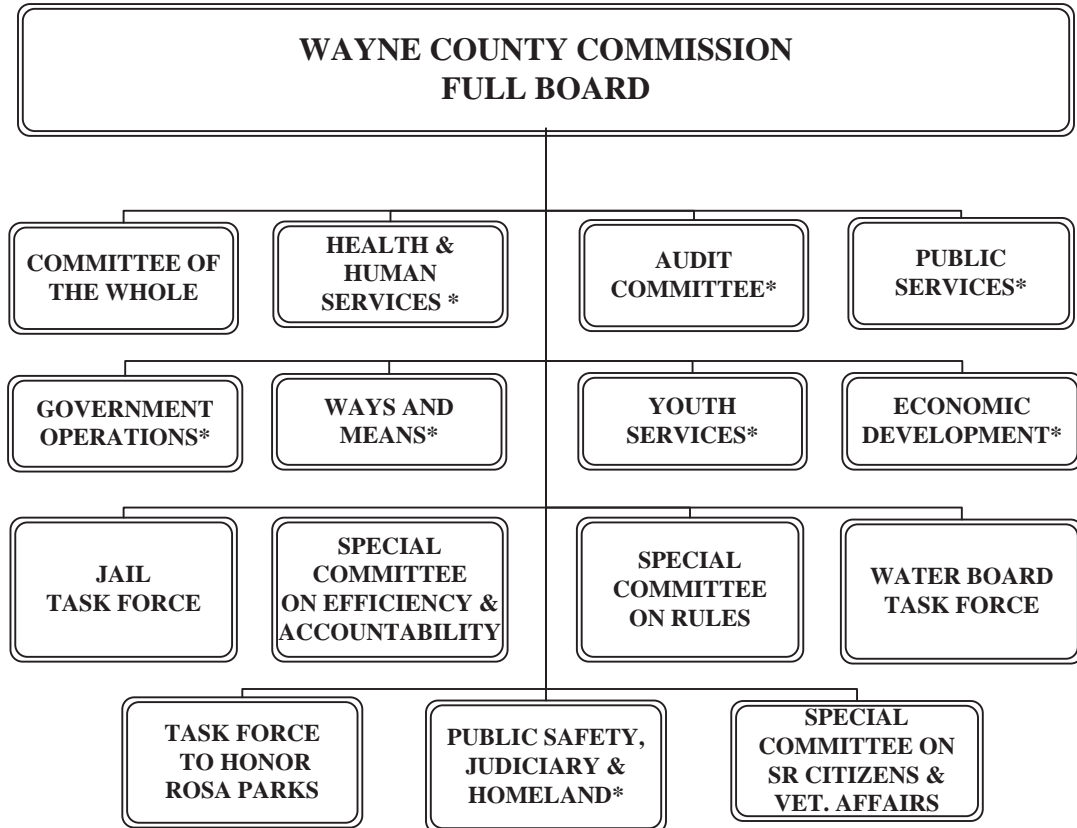 WAYNE COUNTY COMMISSION
FULL BOARD
COMMITTEE OF
THE WHOLE
HEALTH &
HUMAN
SERVICES *
AUDIT
COMMITTEE*
PUBLIC
SERVICES*
GOVERNMENT
OPERATIONS*
WAYS AND
MEANS*
YOUTH
SERVICES*
ECONOMIC
DEVELOPMENT*
JAIL
TASK FORCE
SPECIAL
COMMITTEE
ON EFFICIENCY &
ACCOUNTABILITY
SPECIAL
COMMITTEE
ON RULES
WATER BOARD
TASK FORCE
TASK FORCE
TO HONOR
ROSA PARKS
PUBLIC SAFETY,
JUDICIARY &
HOMELAND*
SPECIAL
COMMITTEE ON
SR CITIZENS &
VET. AFFAIRS